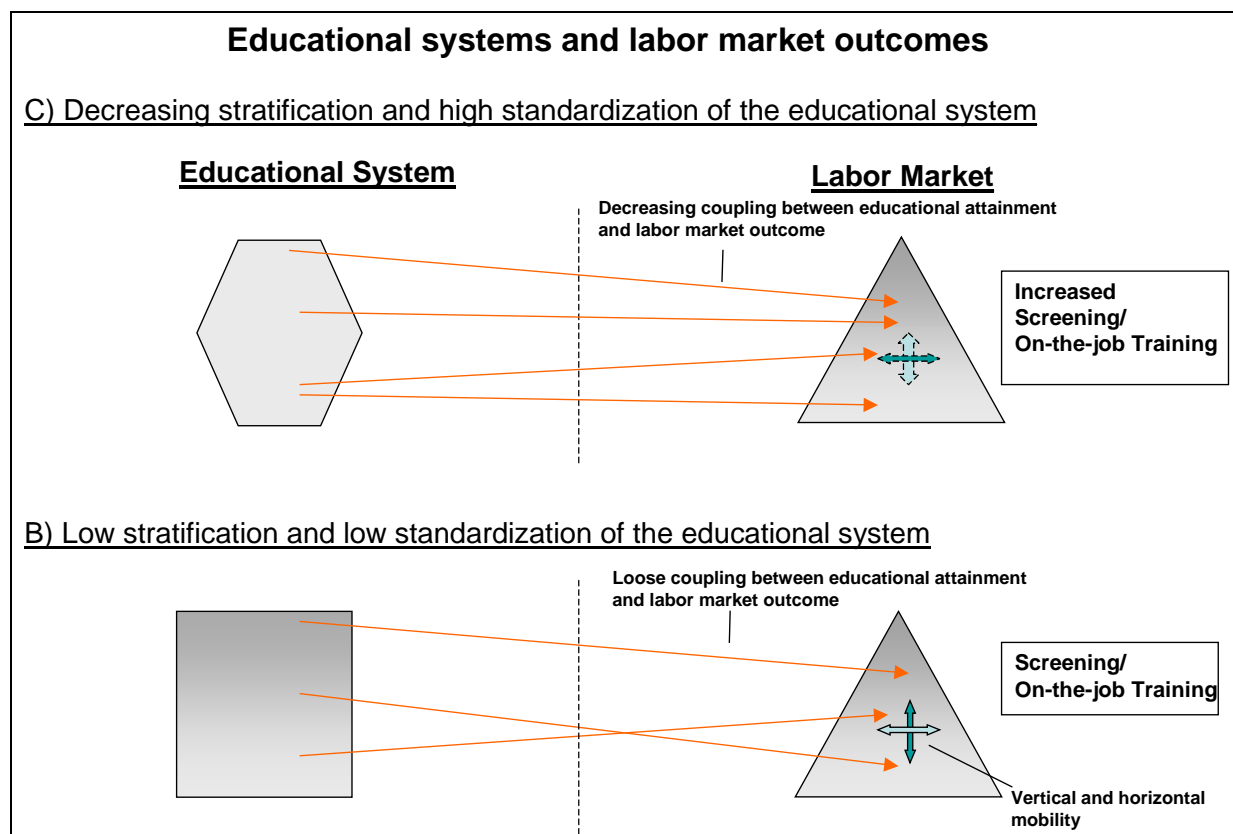 Educational systems and labor market outcomes
C) Decreasing stratification and high standardization of the educational system
Educational System
Labor Market
Decreasing coupling between educational attainment
and labor market outcome
Increased
Screening/
On-the-job Training
B) Low stratification and low standardization of the educational system
Loose coupling between educational attainment
and labor market outcome
Screening/
On-the-job Training
Vertical and horizontal
mobility